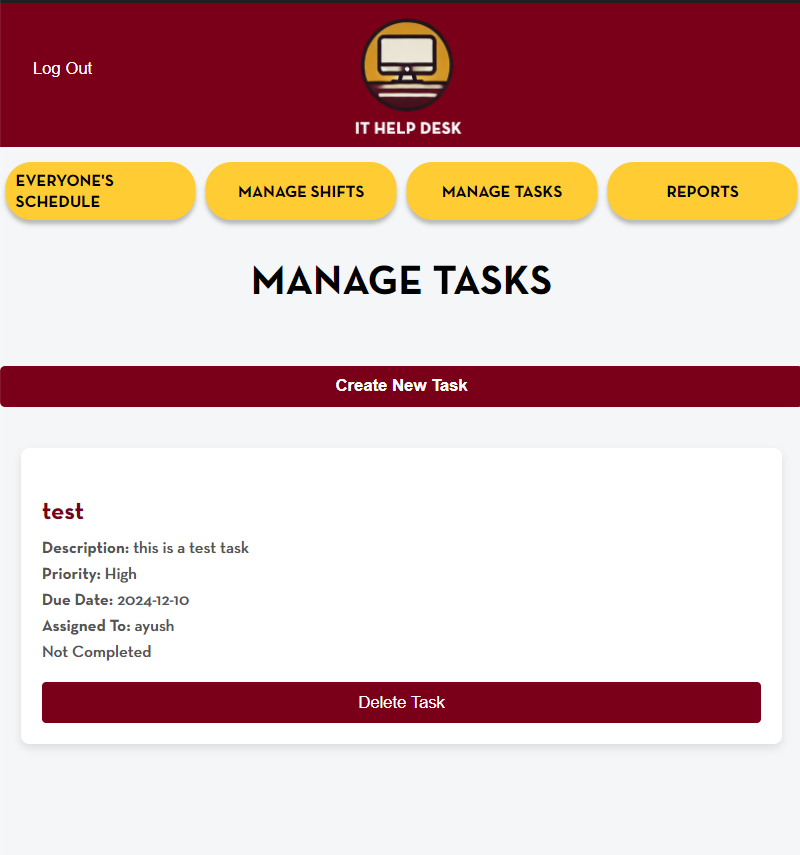 Log Out
IT HELP DESK
EVERYONE'S
SCHEDULE
MANAGE SHIFTS
MANAGE TASKS
REPORTS
MANAGE TASKS
Create New Task
test
Description: this is a test task
Priority: High
Due Date: 2024-12-10
Assigned To: ayush
Not Completed
Delete Task